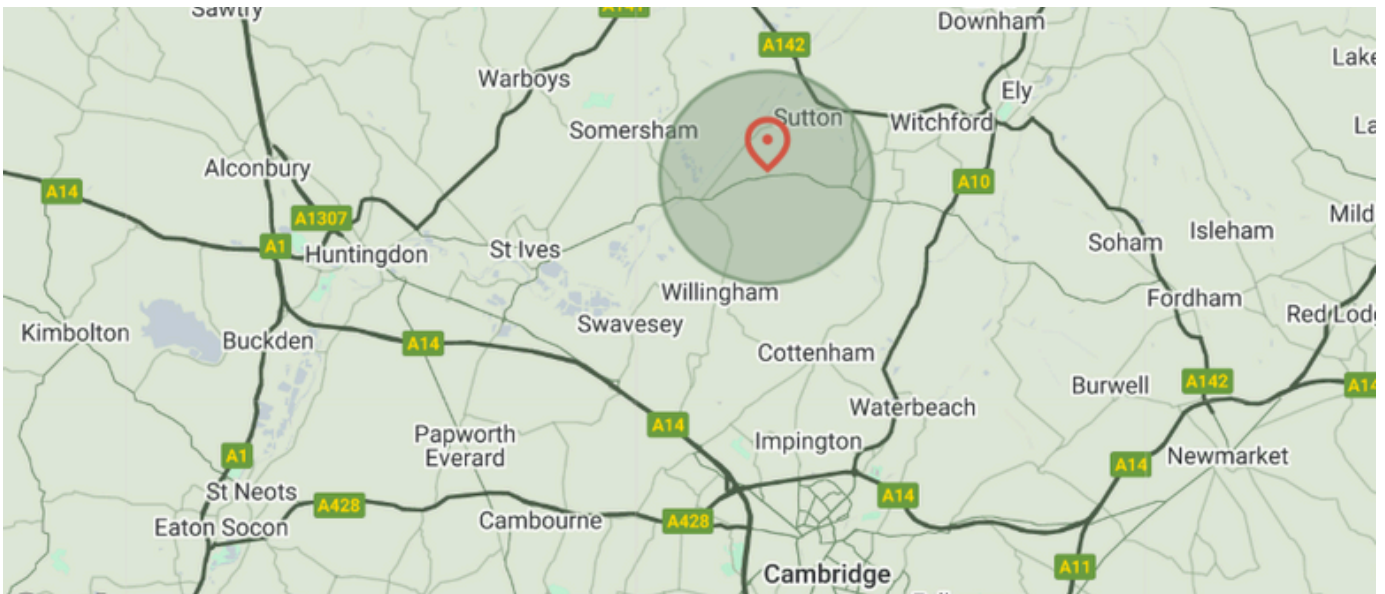 Sawtry
A141
Downham
A142
Lake
Warboys
Ely
Sutton
Witchford
Somersham
La
Alconbury
A14
A10
A1307
Mild
A1
Huntingdon
St Ives
Soham
Isleham
Willingham
Fordham
Swavesey
Red Lodg
Kimbolton
Buckden
A14
Cottenham
Burwell
A142
A14
Waterbeach
A14
Papworth
Everard
Impington
A1
A14
Newmarket
St Neots
A14
A428
Eaton Socon
Cambourne
A428
A11
Cambridge